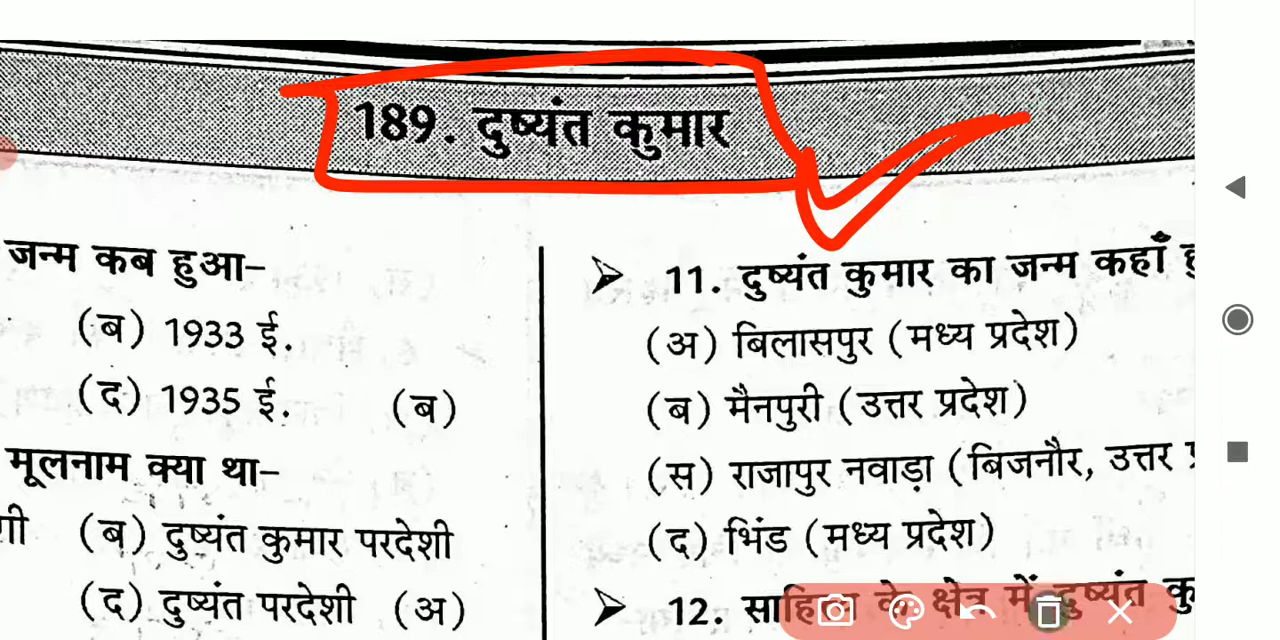 189. दुष्यंत कुमार
जन्म कब हुआ-
(ब) 1933 ई.
(द) 1935 ई. (ब)
मूलनाम क्या था-
(ब) दुष्यंत कुमार परदेशी
(द) दुष्यंत परदेशी (अ)
11. दुष्यंत कुमार का जन्म कहाँ
(अ) बिलासपुर (मध्य प्रदेश)
(ब) मैनपुरी (उत्तर प्रदेश)
(स) राजापुर नवाड़ा (बिजनौर, उत्तर
(द) भिंड (मध्य प्रदेश)
12. साहित्य के क्षेत्र में दुष्यंत कु